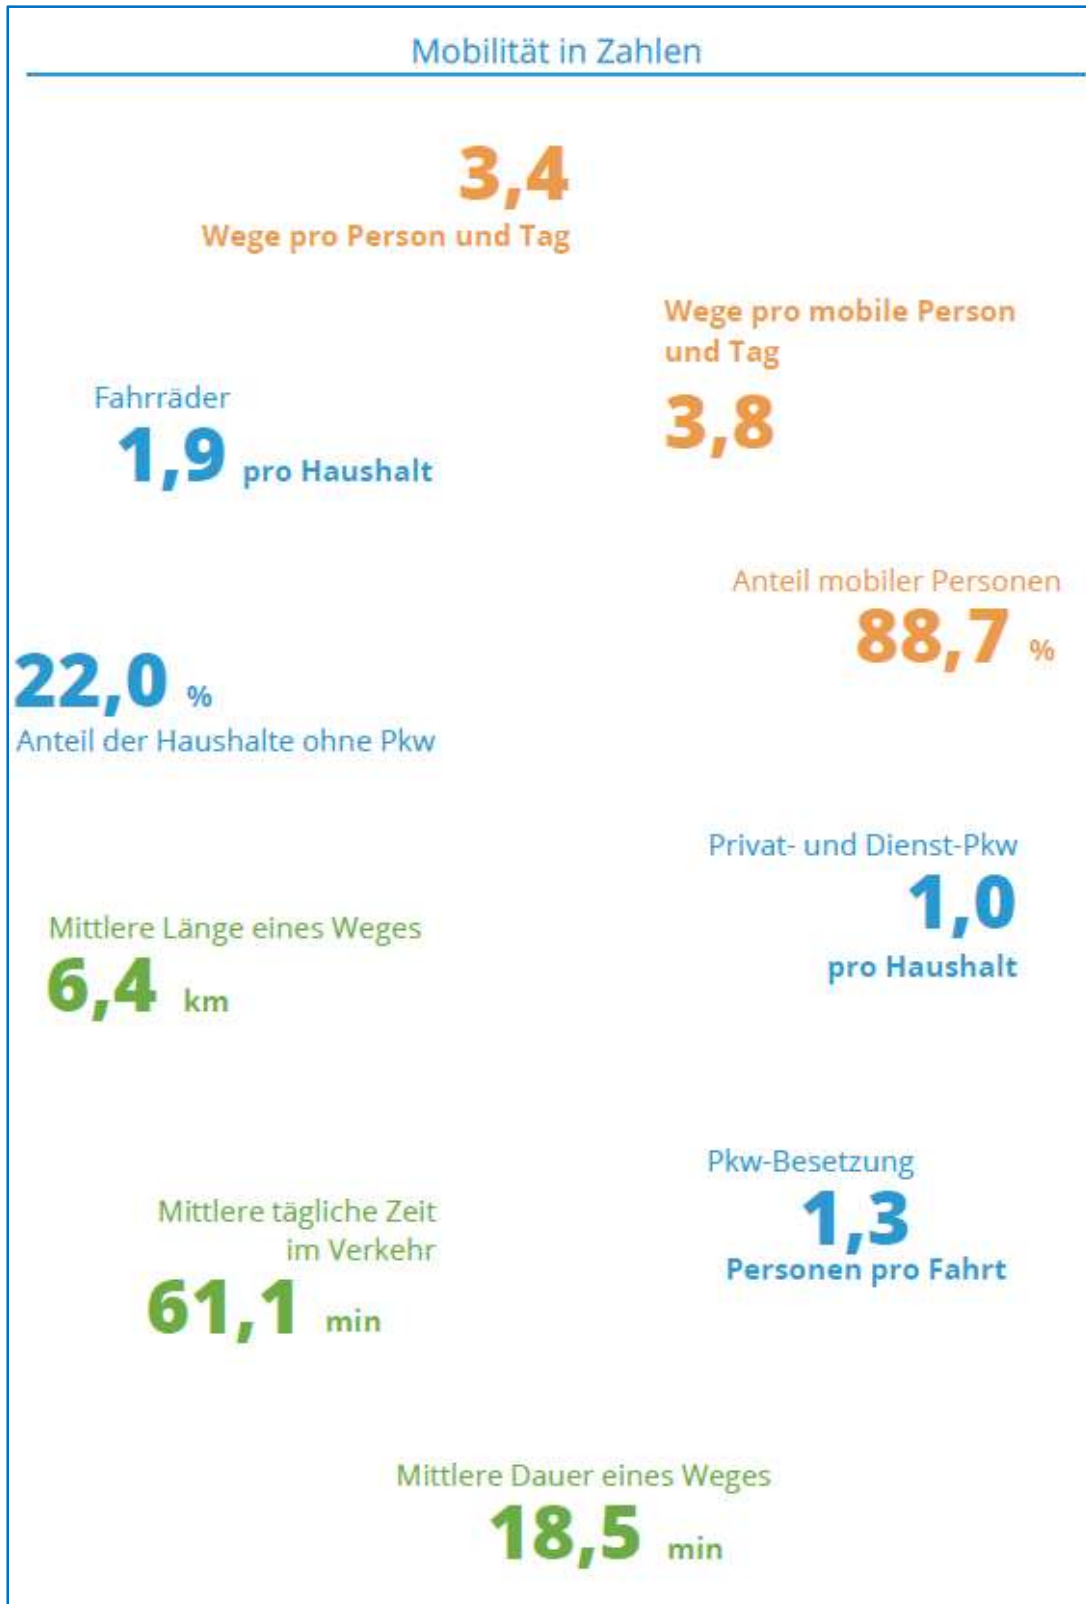 Mobilität in Zahlen
3,4
Wege pro Person und Tag
Wege pro mobile Person
und Tag
3,8
Fahrräder
1,9 pro Haushalt
Anteil mobiler Personen
88,7 %
22,0 %
Anteil der Haushalte ohne Pkw
Privat- und Dienst-Pkw
1,0
pro Haushalt
Mittlere Länge eines Weges
6,4 km
Pkw-Besetzung
1,3
Personen pro Fahrt
Mittlere tägliche Zeit
im Verkehr
61,1 min
Mittlere Dauer eines Weges
18,5 min